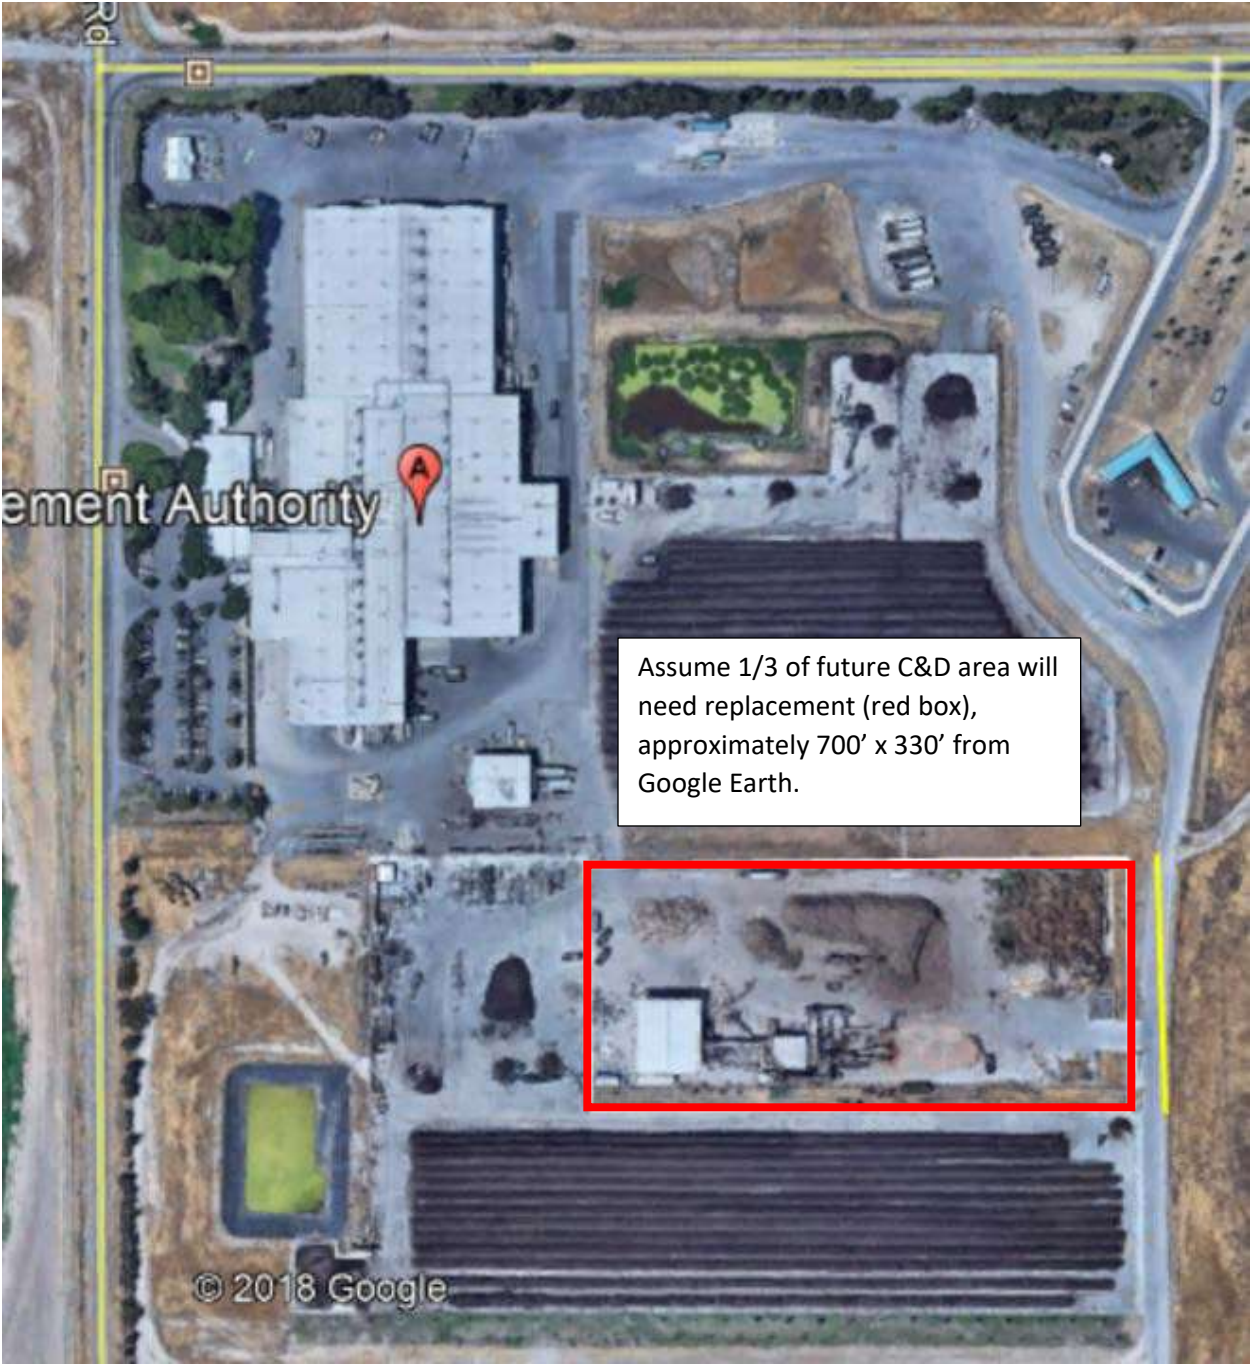 Rd
ement Authority
A
Assume 1/3 of future C&D area will
need replacement (red box),
approximately 700’ x 330’ from
Google Earth.
© 2018 Google